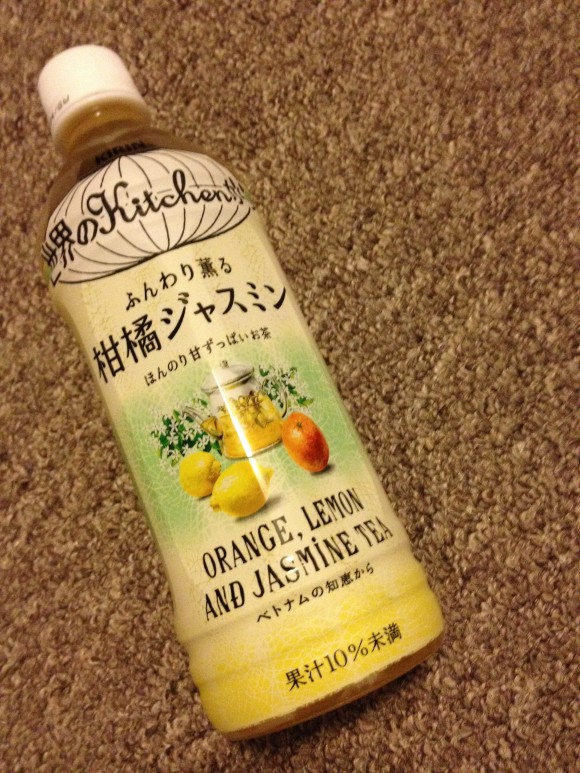 KIRIN
世界のKitchenから
ふんわり薫る
柑橘ジャスミン
ほんのり甘ずっぱいお茶
ORANGE, LEMON
AND JASMiNE TEA
ベトナムの知恵から
果汁10%未満